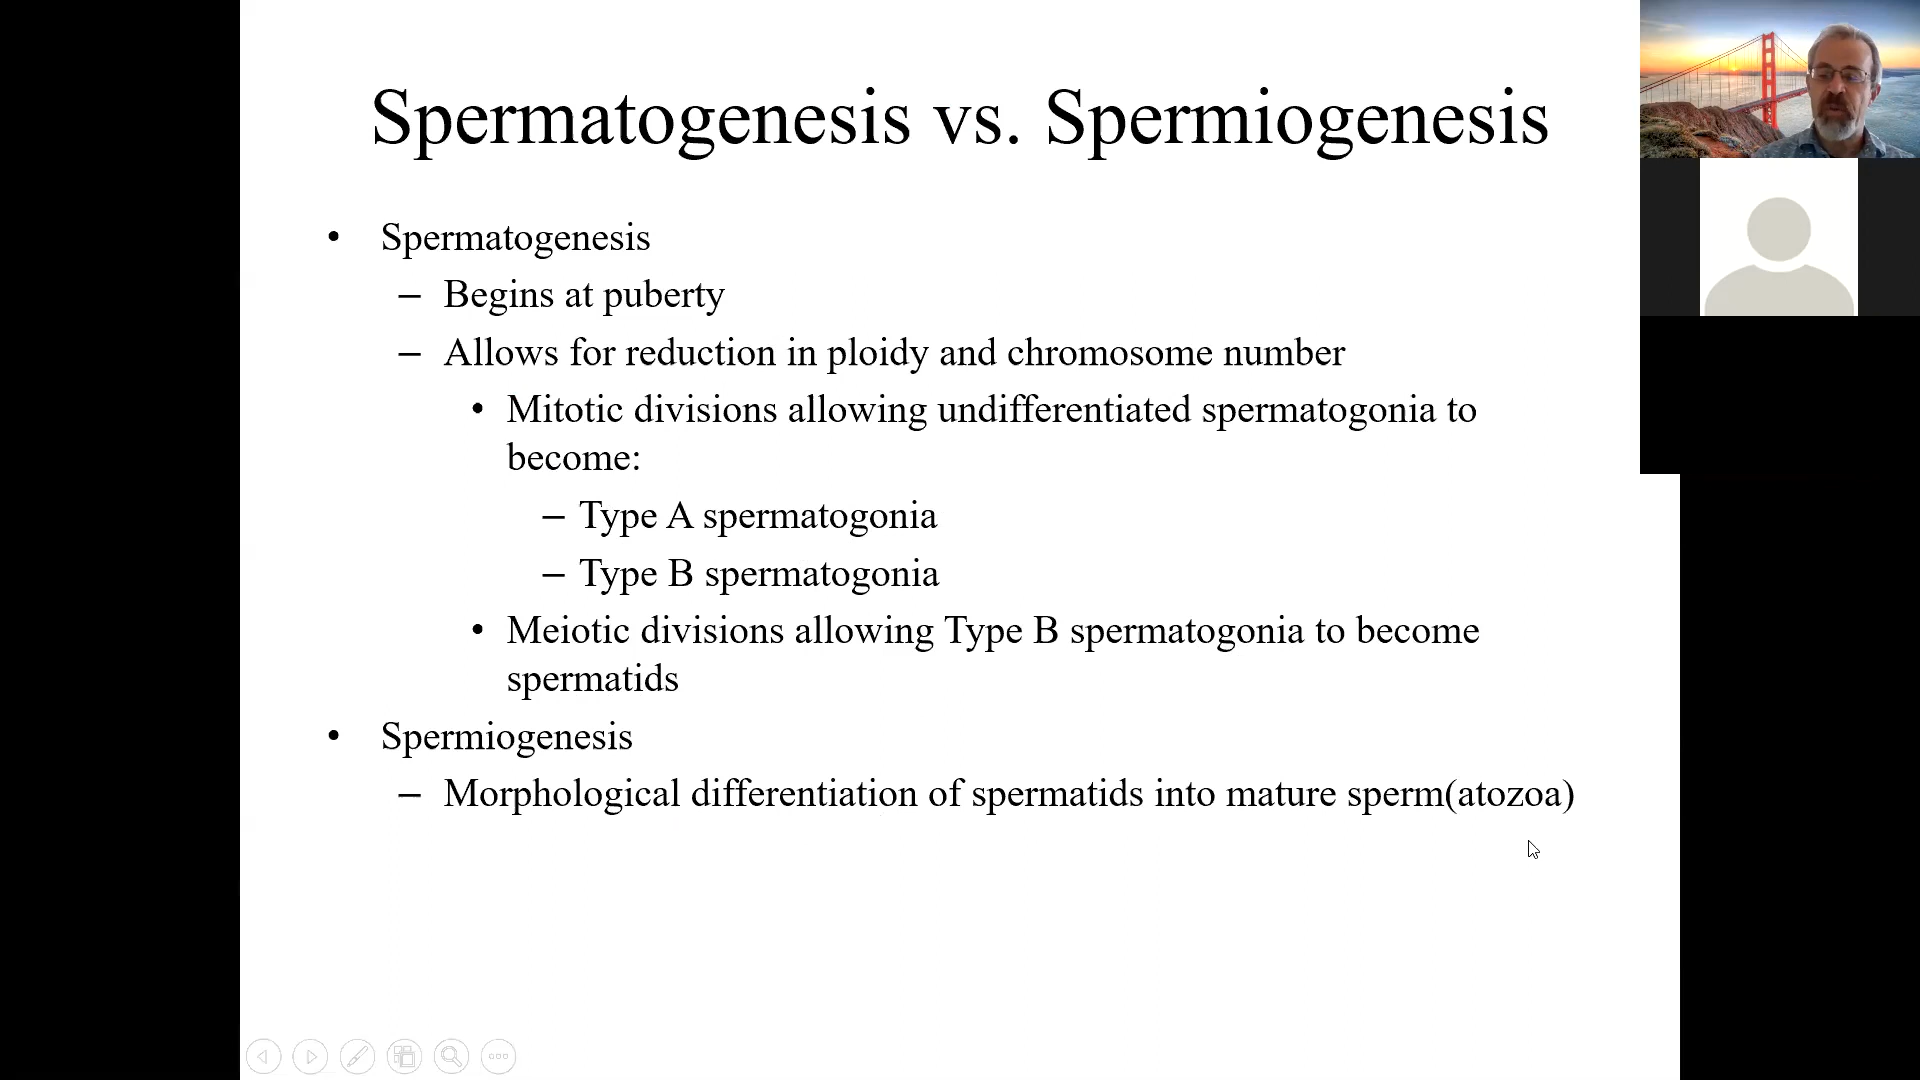 Spermatogenesis vs. Spermiogenesis
• Spermatogenesis
– Begins at puberty
– Allows for reduction in ploidy and chromosome number
• Mitotic divisions allowing undifferentiated spermatogonia to
become:
– Type A spermatogonia
– Type B spermatogonia
• Meiotic divisions allowing Type B spermatogonia to become
spermatids
• Spermiogenesis
– Morphological differentiation of spermatids into mature sperm(atozoa)